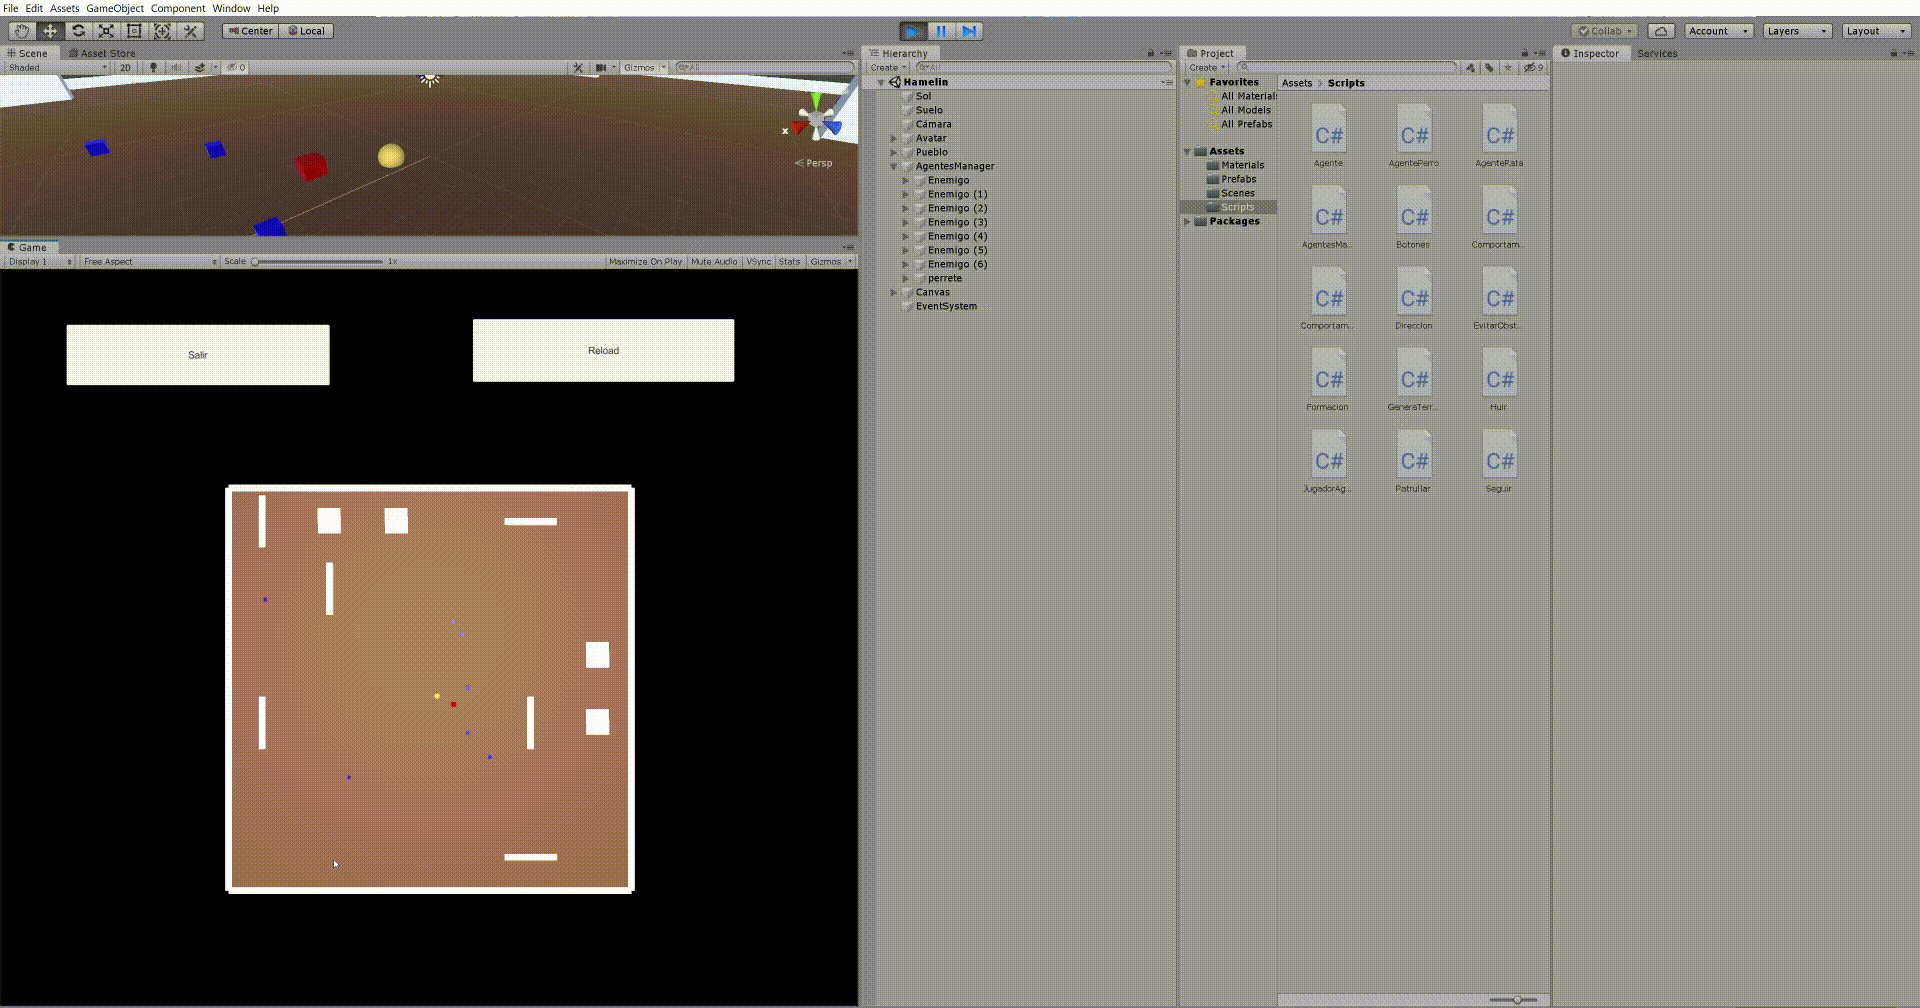 File Edit Assets GameObject Component Window Help
Center Local
Collab Account Layers Layout
Scene Asset Store
Shaded 2D 0 Gizmos All
x
Persp
Game
Display 1 Free Aspect Scale 1x Maximize On Play Mute Audio VSync Stats Gizmos
Salir
Reload
Hierarchy
Create All
Hamelin
Sol
Suelo
Cámara
Avatar
Pueblo
AgentesManager
Enemigo
Enemigo (1)
Enemigo (2)
Enemigo (3)
Enemigo (4)
Enemigo (5)
Enemigo (6)
perrete
Canvas
EventSystem
Project
Create 9
Favorites
All Materials
All Models
All Prefabs
Assets
Materials
Prefabs
Scenes
Scripts
Packages
Assets > Scripts
C# C# C#
Agente AgentePerro AgenteRata
C# C# C#
AgentesMa... Botones Comportam...
C# C# C#
Comportam... Direccion EvitarObst...
C# C# C#
Formacion GeneraTerr... Huir
C# C# C#
JugadorAg... Patrullar Seguir
Inspector Services